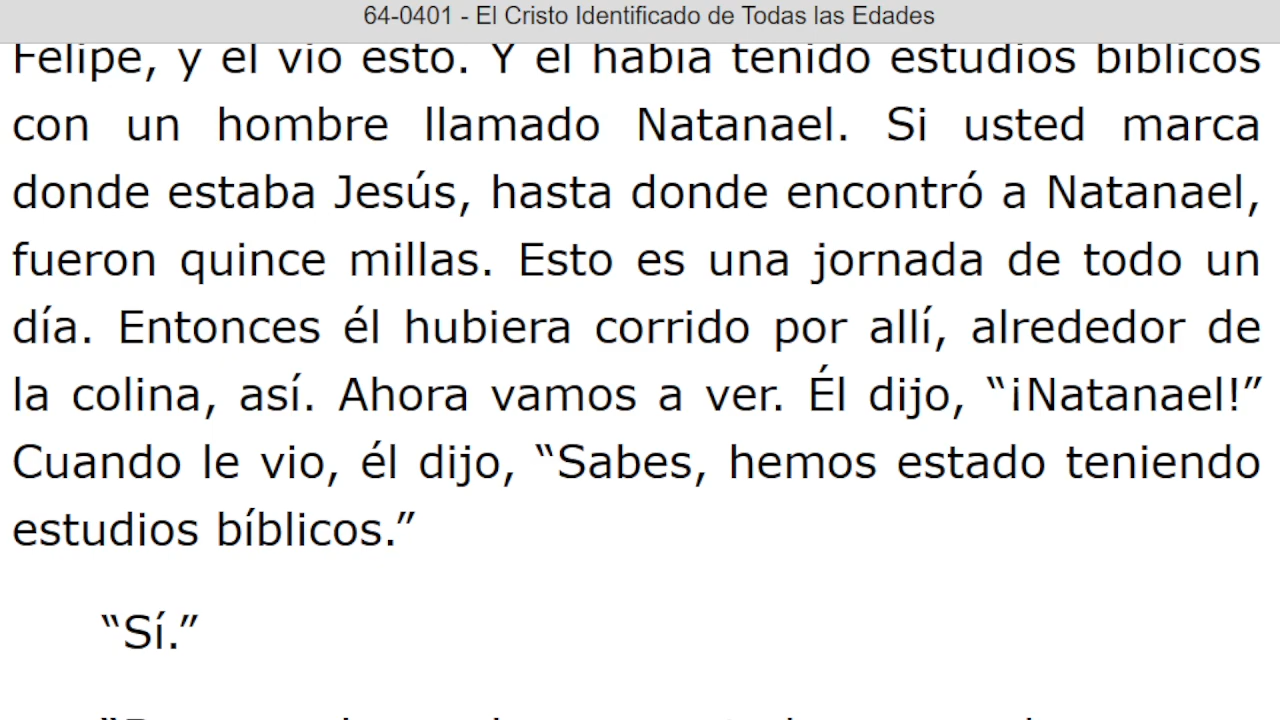 64-0401 - El Cristo Identificado de Todas las Edades
Felipe, y él vio esto. Y él había tenido estudios bíblicos
con un hombre llamado Natanael. Si usted marca
donde estaba Jesús, hasta donde encontró a Natanael,
fueron quince millas. Esto es una jornada de todo un
día. Entonces él hubiera corrido por allí, alrededor de
la colina, así. Ahora vamos a ver. Él dijo, “¡Natanael!”
Cuando le vio, él dijo, “Sabes, hemos estado teniendo
estudios bíblicos.”
“Sí.”